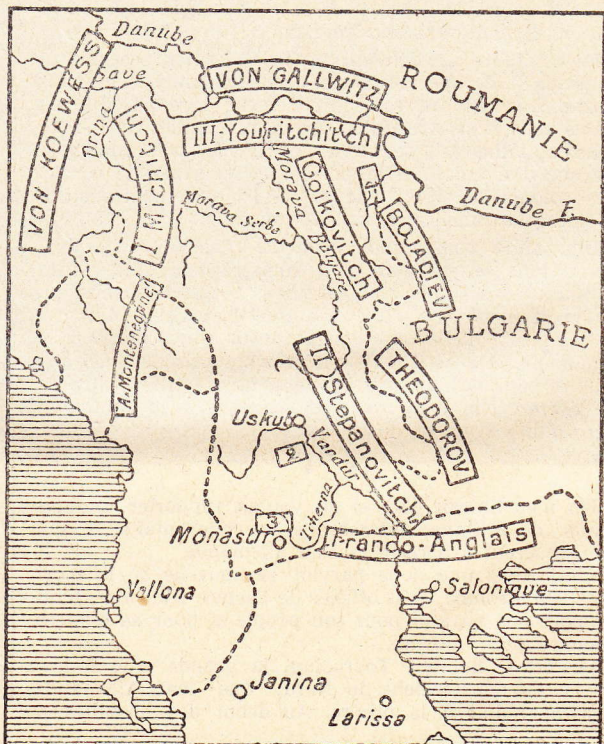 Danube
Save
VON KOEWESS
VON GALLWITZ
ROUMANIE
Drina
I. Michitch
III-Youritchitch
Morava
Goikovitch
Morava Serbe
Bulgare
BOJADIEV
Danube F.
A. Montenegrine
BULGARIE
II Stepanovitch
THEODOROV
Uskub
2
Vardar
3
Tcherna
Monastir
Franco-Anglais
Vallona
Salonique
Janina
Larissa